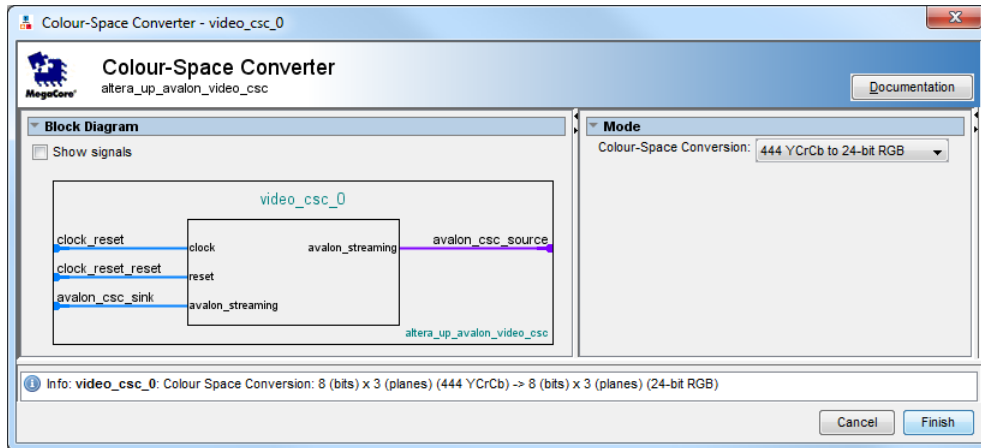 Colour-Space Converter - video_csc_0
x
MegaCore®
Colour-Space Converter
altera_up_avalon_video_csc
Documentation
Block Diagram
Show signals
video_csc_0
clock_reset
clock
avalon_streaming
avalon_csc_source
clock_reset_reset
reset
avalon_csc_sink
avalon_streaming
altera_up_avalon_video_csc
Mode
Colour-Space Conversion: 444 YCrCb to 24-bit RGB
Info: video_csc_0: Colour Space Conversion: 8 (bits) x 3 (planes) (444 YCrCb) -> 8 (bits) x 3 (planes) (24-bit RGB)
Cancel Finish